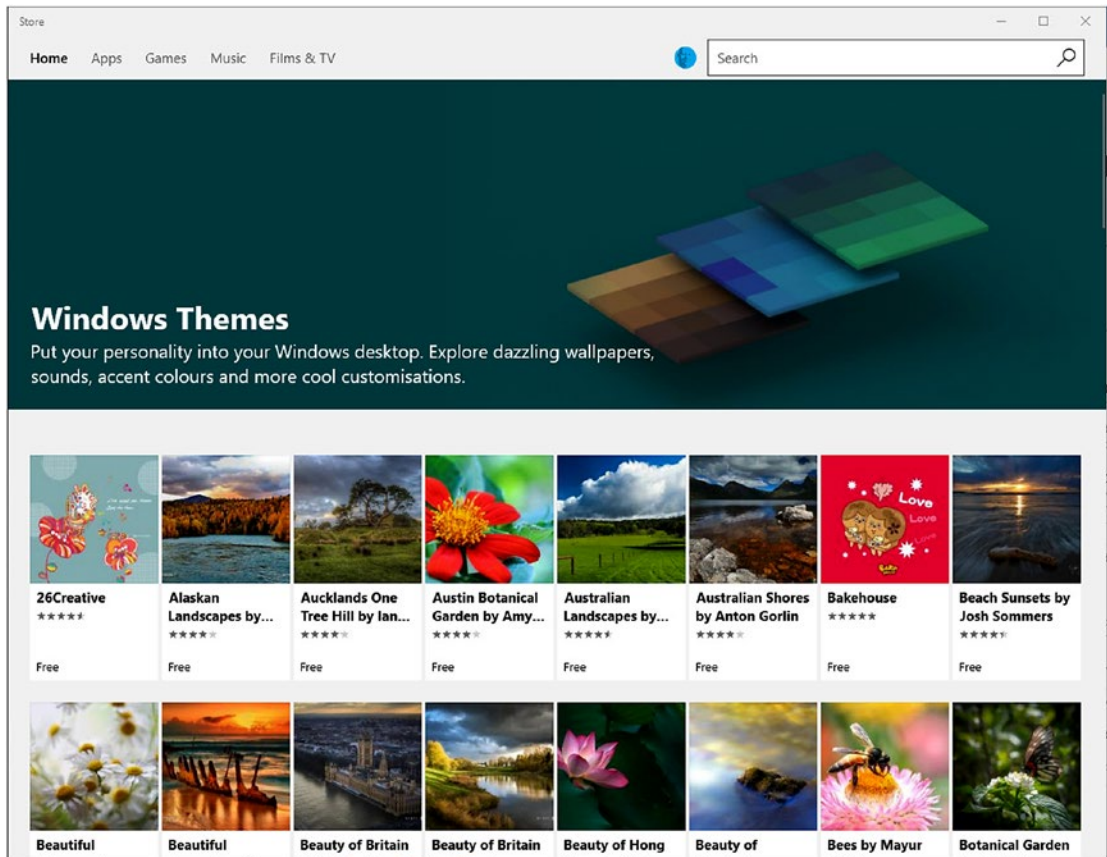 Store
Home Apps Games Music Films & TV
Search
Windows Themes
Put your personality into your Windows desktop. Explore dazzling wallpapers,
sounds, accent colours and more cool customisations.
Love
Love
Love
26Creative
Free
Alaskan
Landscapes by...
Free
Aucklands One
Tree Hill by Ian...
Free
Austin Botanical
Garden by Amy...
Free
Australian
Landscapes by...
Free
Australian Shores
by Anton Gorlin
Free
Bakehouse
Free
Beach Sunsets by
Josh Sommers
Free
Beautiful
Beautiful
Beauty of Britain
Beauty of Britain
Beauty of Hong
Beauty of
Bees by Mayur
Botanical Garden